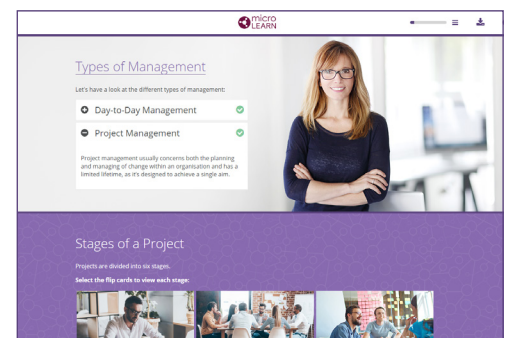 micro
LEARN
Types of Management
Let's have a look at the different types of management:
Day-to-Day Management
Project Management
Project management usually concerns both the planning
and managing of change within an organisation and has a
limited lifetime, as it's designed to achieve a single aim.
Stages of a Project
Projects are divided into six stages.
Select the flip cards to view each stage: